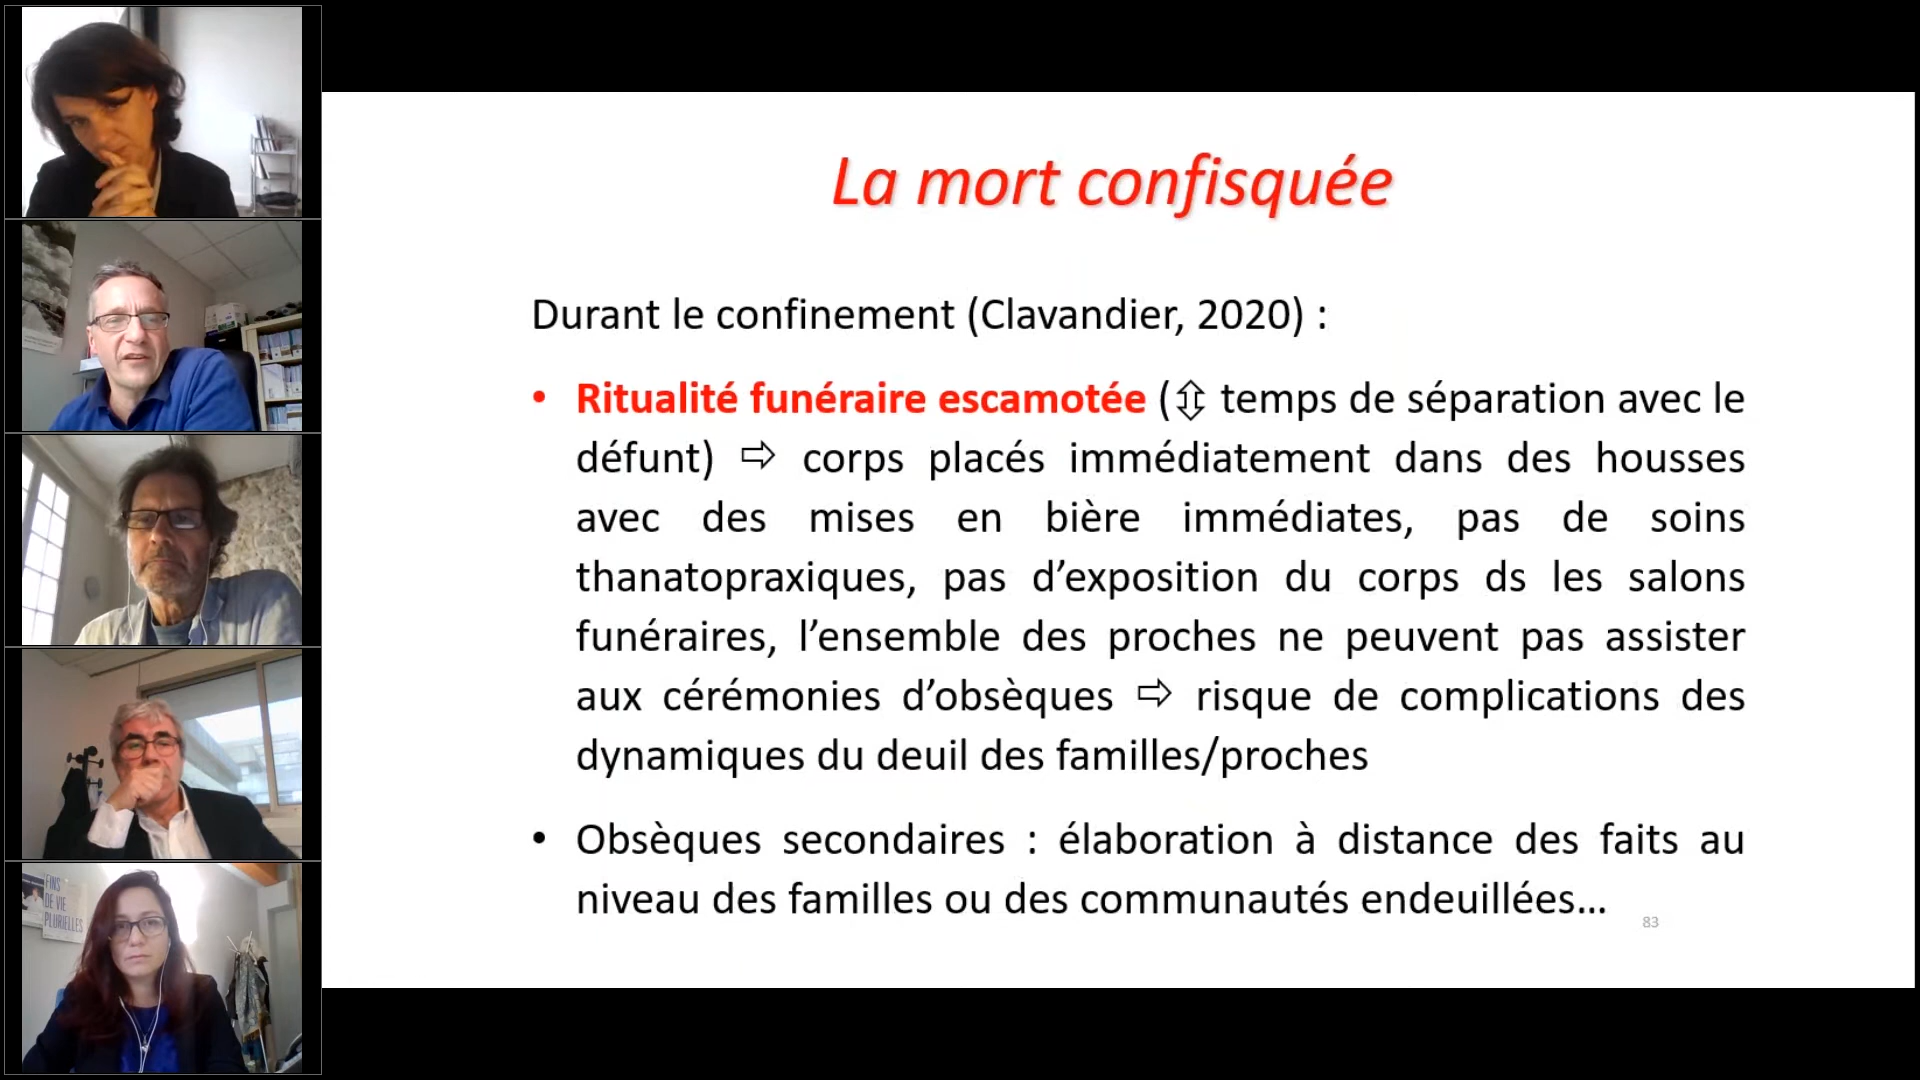 La mort confisquée
Durant le confinement (Clavandier, 2020) :
• Ritualité funéraire escamotée (⇳ temps de séparation avec le
défunt) ⇨ corps placés immédiatement dans des housses
avec des mises en bière immédiates, pas de soins
thanatopraxiques, pas d’exposition du corps ds les salons
funéraires, l’ensemble des proches ne peuvent pas assister
aux cérémonies d’obsèques ⇨ risque de complications des
dynamiques du deuil des familles/proches
• Obsèques secondaires : élaboration à distance des faits au
niveau des familles ou des communautés endeuillées…
83
FINS
DE VIE
PLURIELLES